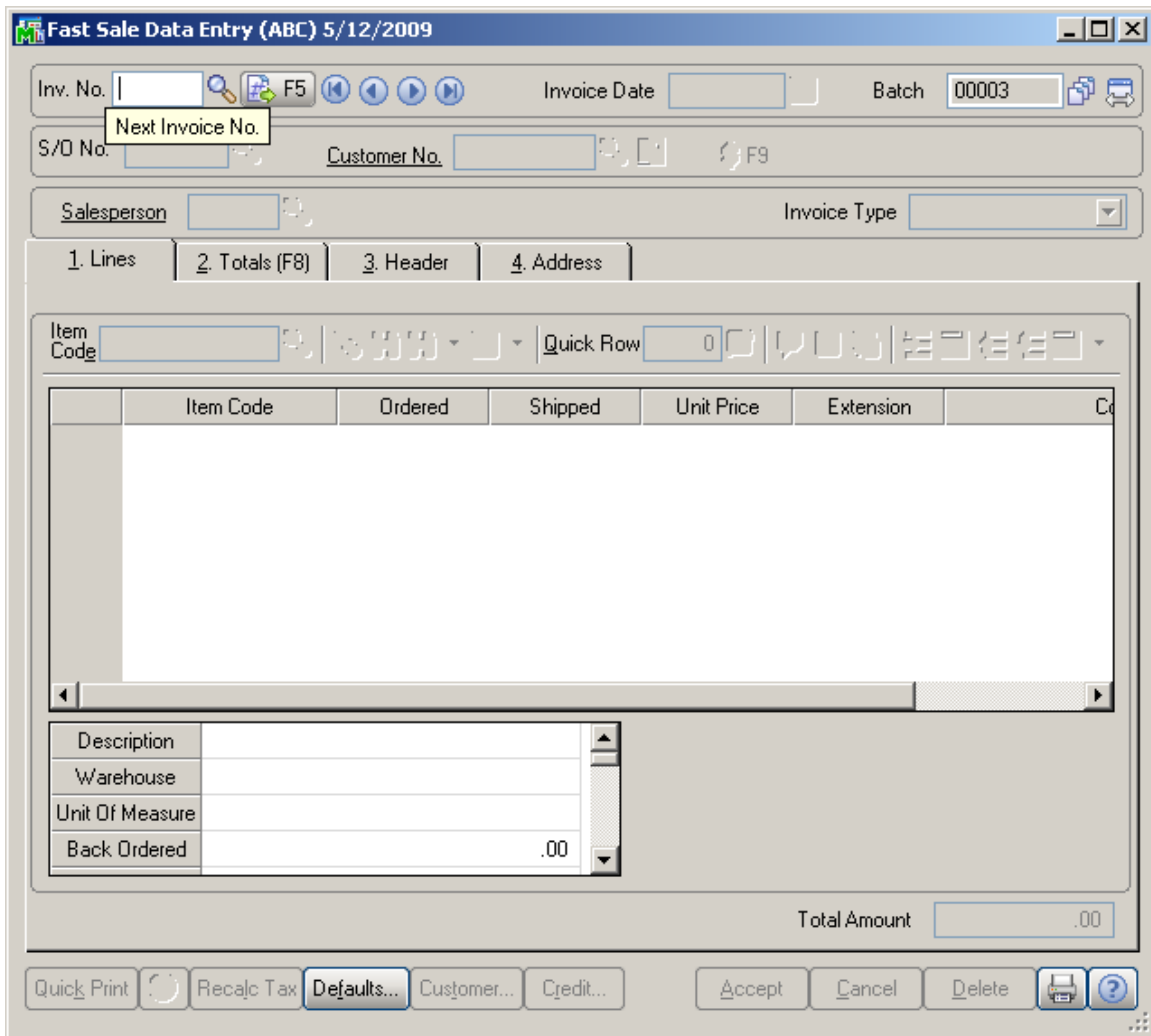 Fast Sale Data Entry (ABC) 5/12/2009
Inv. No. F5 Invoice Date Batch 00003
Next Invoice No.
S/O No. Customer No. F9
Salesperson Invoice Type
1. Lines 2. Totals (F8) 3. Header 4. Address
Item Code Quick Row 0
Item Code Ordered Shipped Unit Price Extension Co
Description
Warehouse
Unit Of Measure
Back Ordered .00
Total Amount .00
Quick Print Recalc Tax Defaults... Customer... Credit... Accept Cancel Delete ?